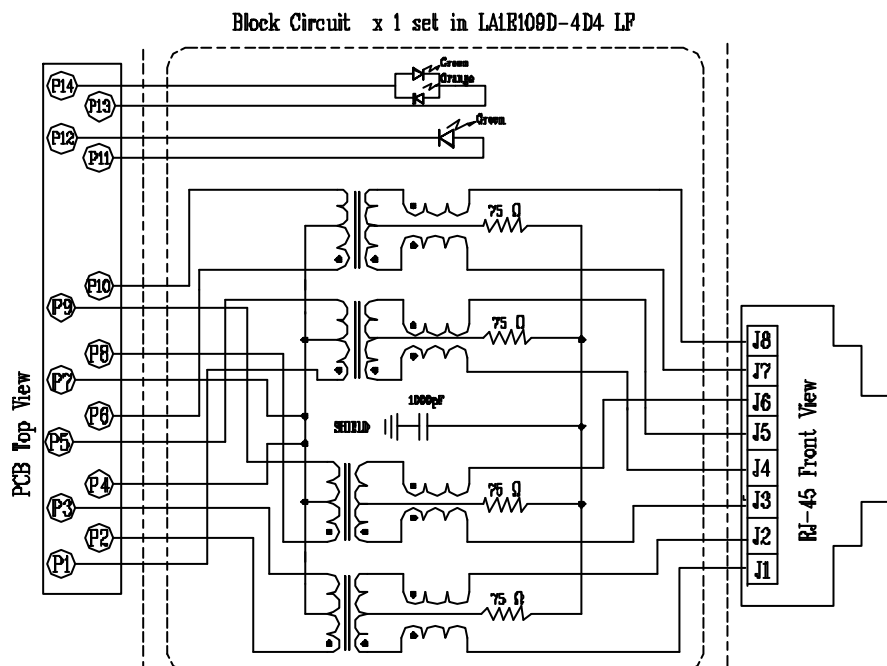 Block Circuit x 1 set in LA1E109D-4D4 LF
P14
P13
P12
P11
Green
Orange
Green
75 Ω
P10
P9
P8
P7
P6
P5
P4
P3
P2
P1
PCB Top View
75 Ω
1000pF
SHIELD
75 Ω
75 Ω
J8
J7
J6
J5
J4
J3
J2
J1
RJ-45 Front View